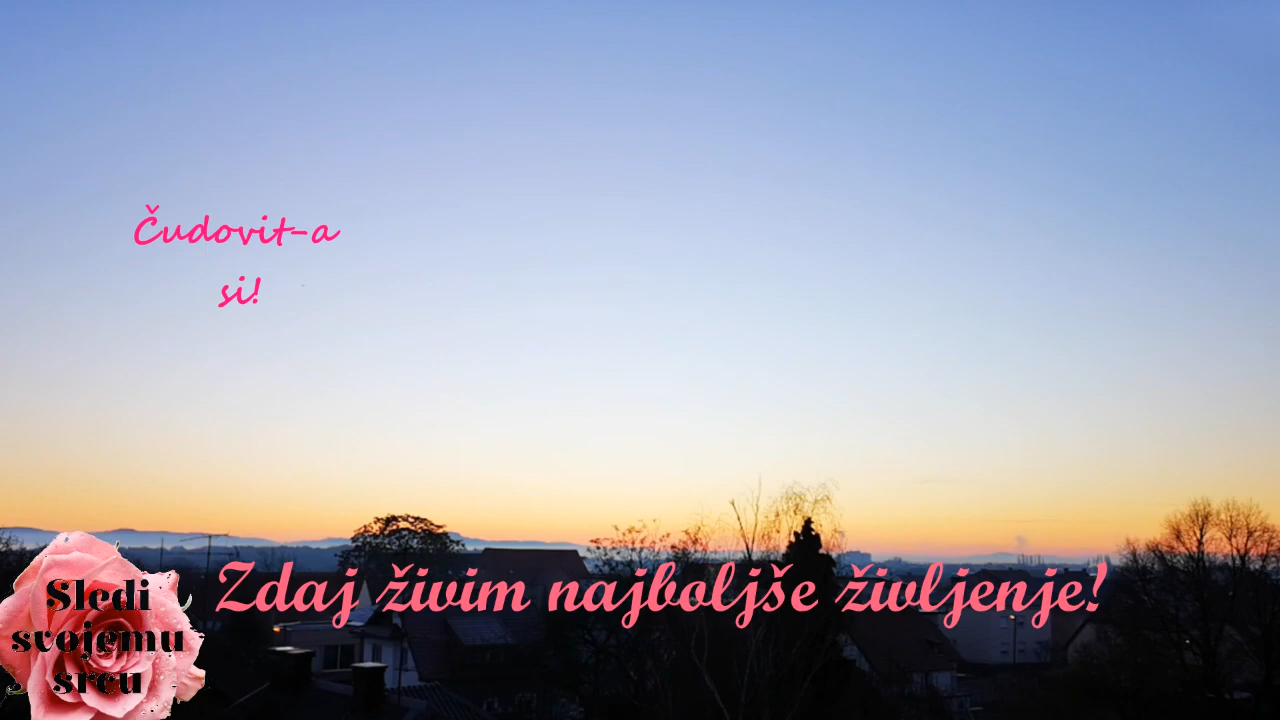 Čudovit-a
si!
Zdaj živim najboljše življenje!
Sledi
svojemu
srcu